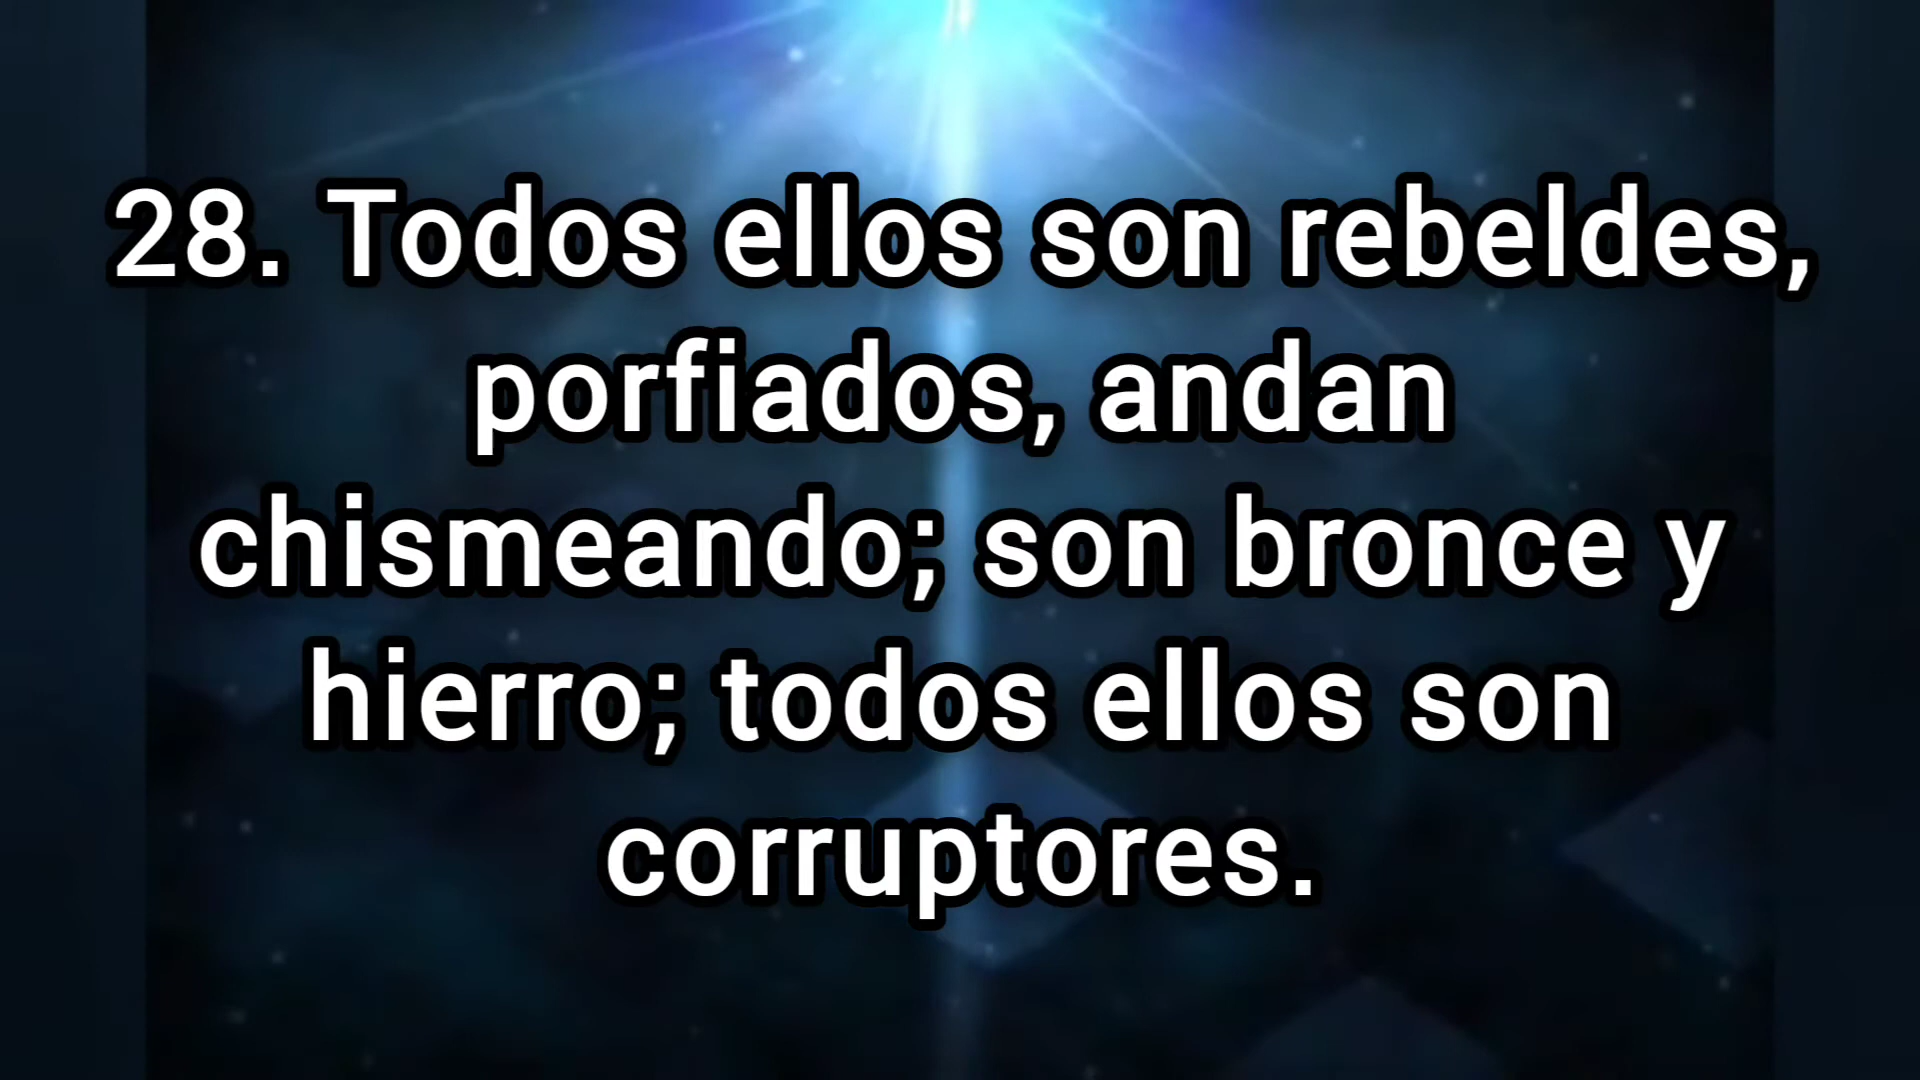 28. Todos ellos son rebeldes,
porfiados, andan
chismeando; son bronce y
hierro; todos ellos son
corruptores.